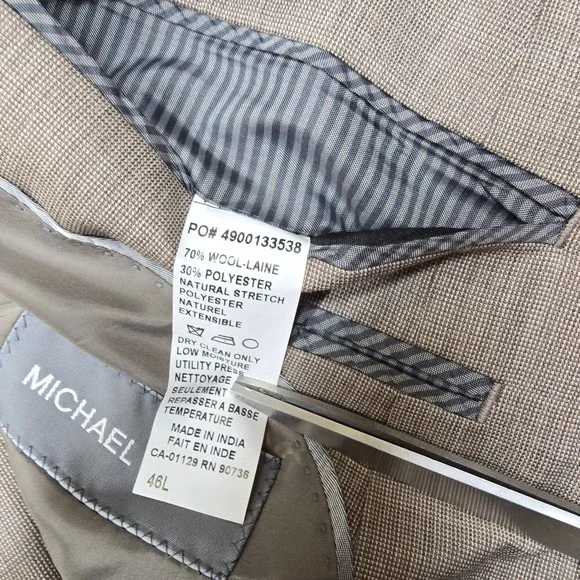 PO# 4900133538
70% WOOL-LAINE
30% POLYESTER
NATURAL STRETCH
POLYESTER
NATUREL
EXTENSIBLE
DRY CLEAN ONLY
LOW MOISTURE
UTILITY PRESS
NETTOYAGE
SEULEMENT
REPASSER A BASSE
TEMPERATURE
MADE IN INDIA
FAIT EN INDE
CA-01129 RN 90736
46L
MICHAEL